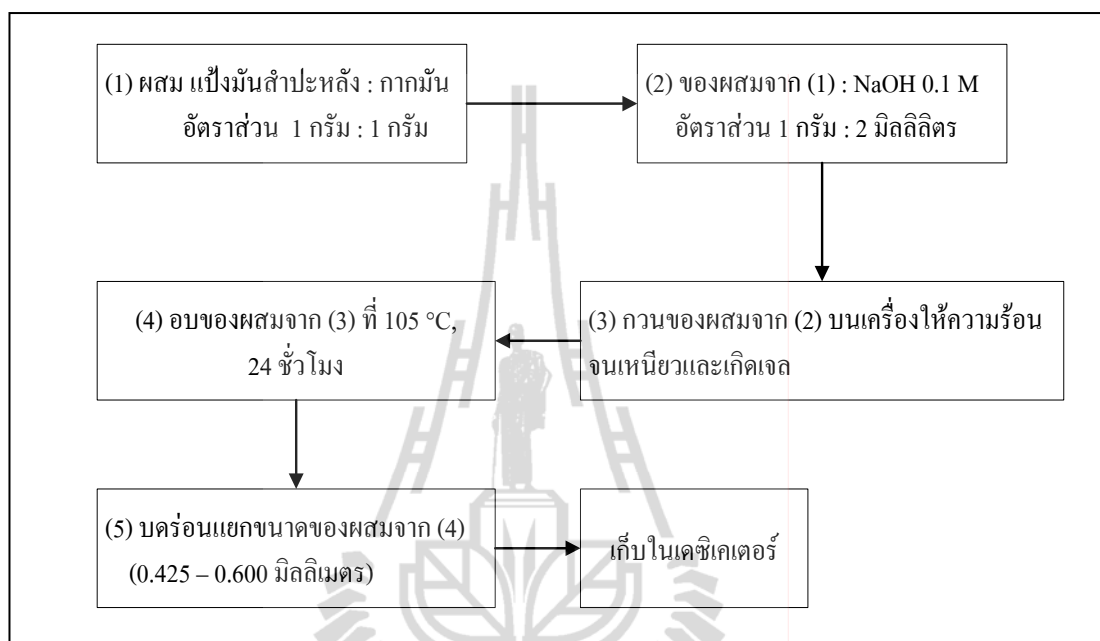 (1) ผสม แป้งมันสำปะหลัง : กากมัน
อัตราส่วน 1 กรัม : 1 กรัม
(2) ของผสมจาก (1) : NaOH 0.1 M
อัตราส่วน 1 กรัม : 2 มิลลิลิตร
(3) กวนของผสมจาก (2) บนเครื่องให้ความร้อน
จนเหนียวและเกิดเจล
(4) อบของผสมจาก (3) ที่ 105 °C,
24 ชั่วโมง
(5) บดร่อนแยกขนาดของผสมจาก (4)
(0.425 – 0.600 มิลลิเมตร)
เก็บในเดซิเคเตอร์